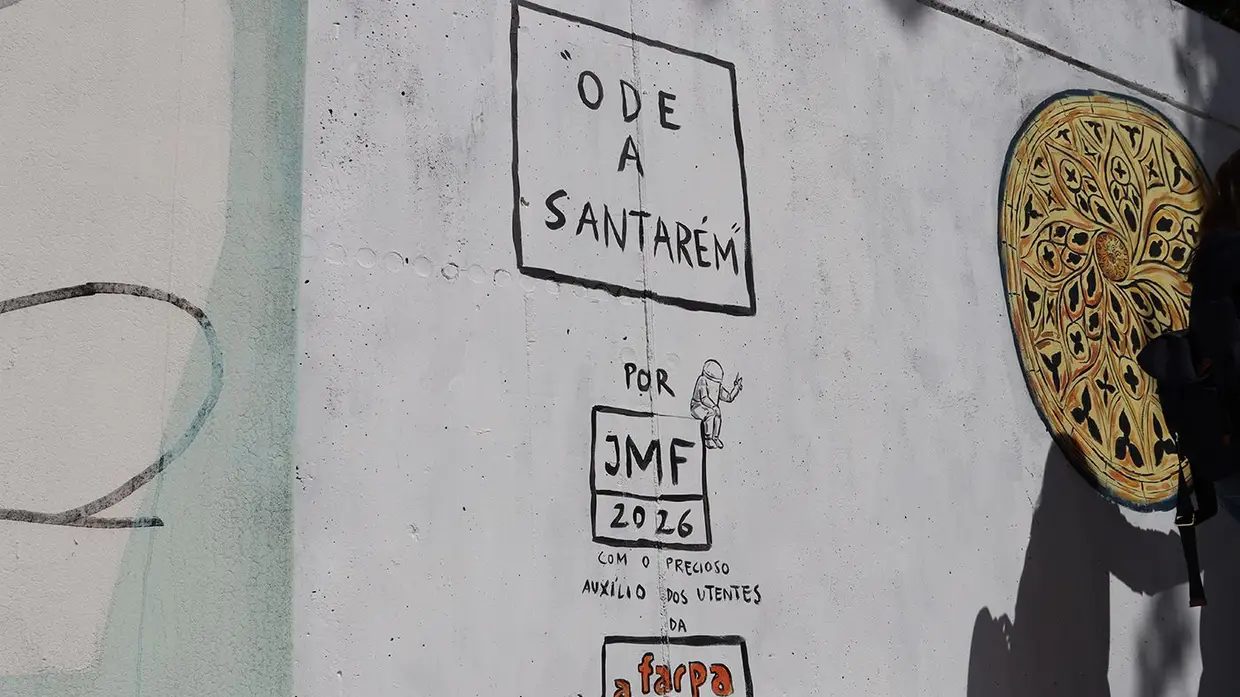 "ODE
A
SANTARÉM"
POR
JMF
2026
COM O PRECIOSO
AUXÍLIO DOS UTENTES
DA
a farpa